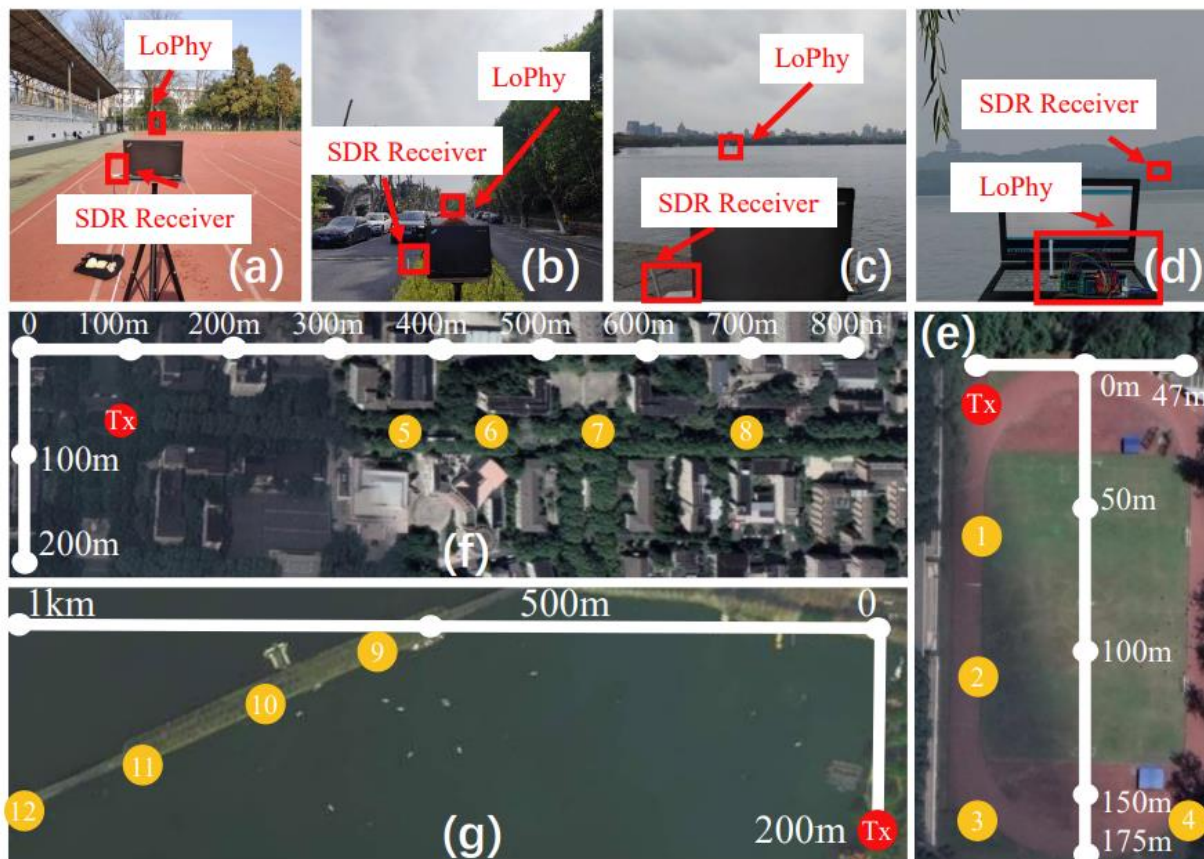 LoPhy
SDR Receiver
(a)
LoPhy
SDR Receiver
(b)
LoPhy
SDR Receiver
(c)
SDR Receiver
LoPhy
(d)
0 100m 200m 300m 400m 500m 600m 700m 800m
Tx
5 6 7 8
100m
200m
(f)
(e)
0m 47m
Tx
50m
1
100m
2
150m
3 4
175m
1km 500m 0
9
10
11
12
200m Tx
(g)